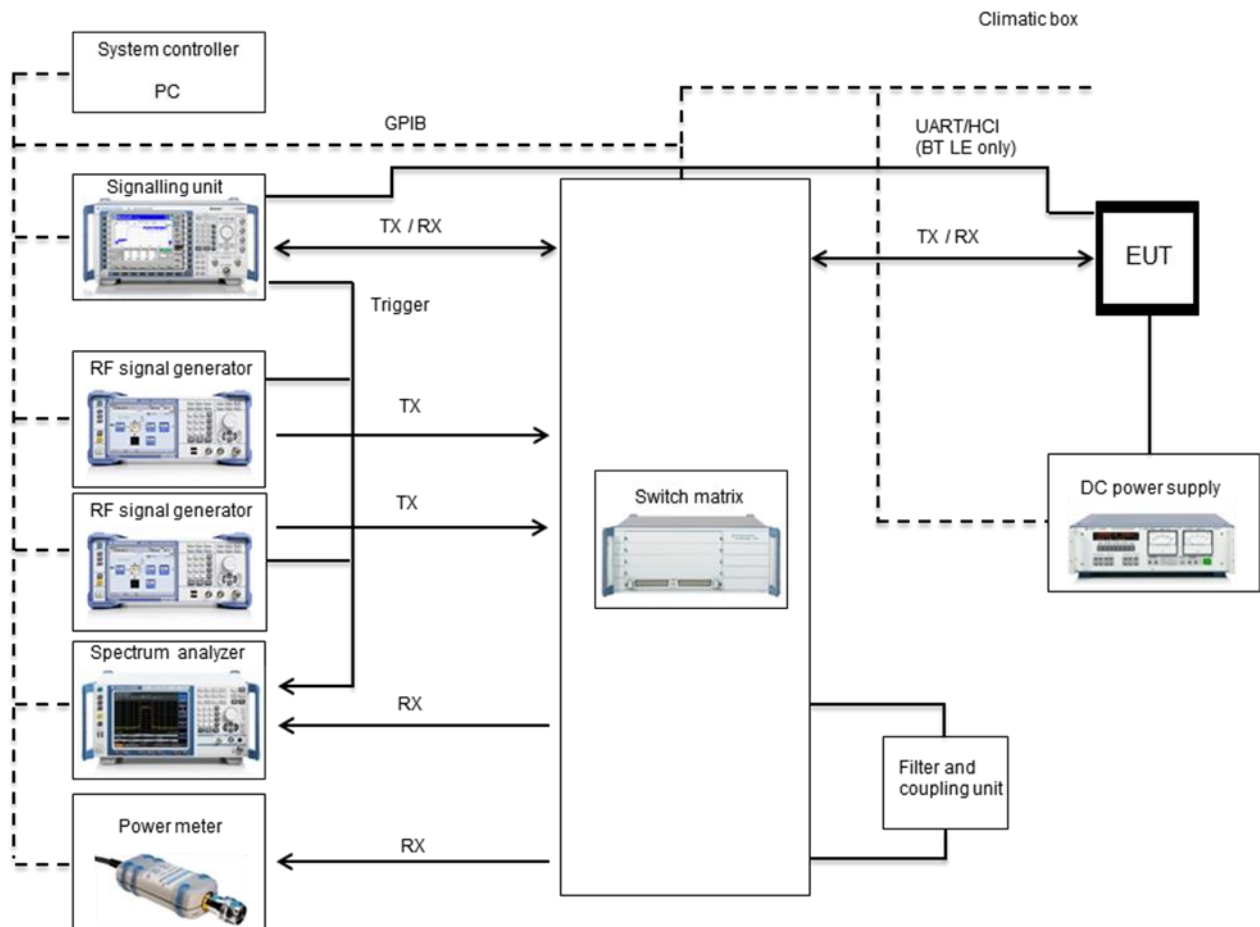 Climatic box
System controller
PC
GPIB
UART/HCI
(BT LE only)
Signalling unit
TX / RX
TX / RX
EUT
Trigger
RF signal generator
TX
RF signal generator
TX
Switch matrix
DC power supply
Spectrum analyzer
RX
Filter and
coupling unit
Power meter
RX